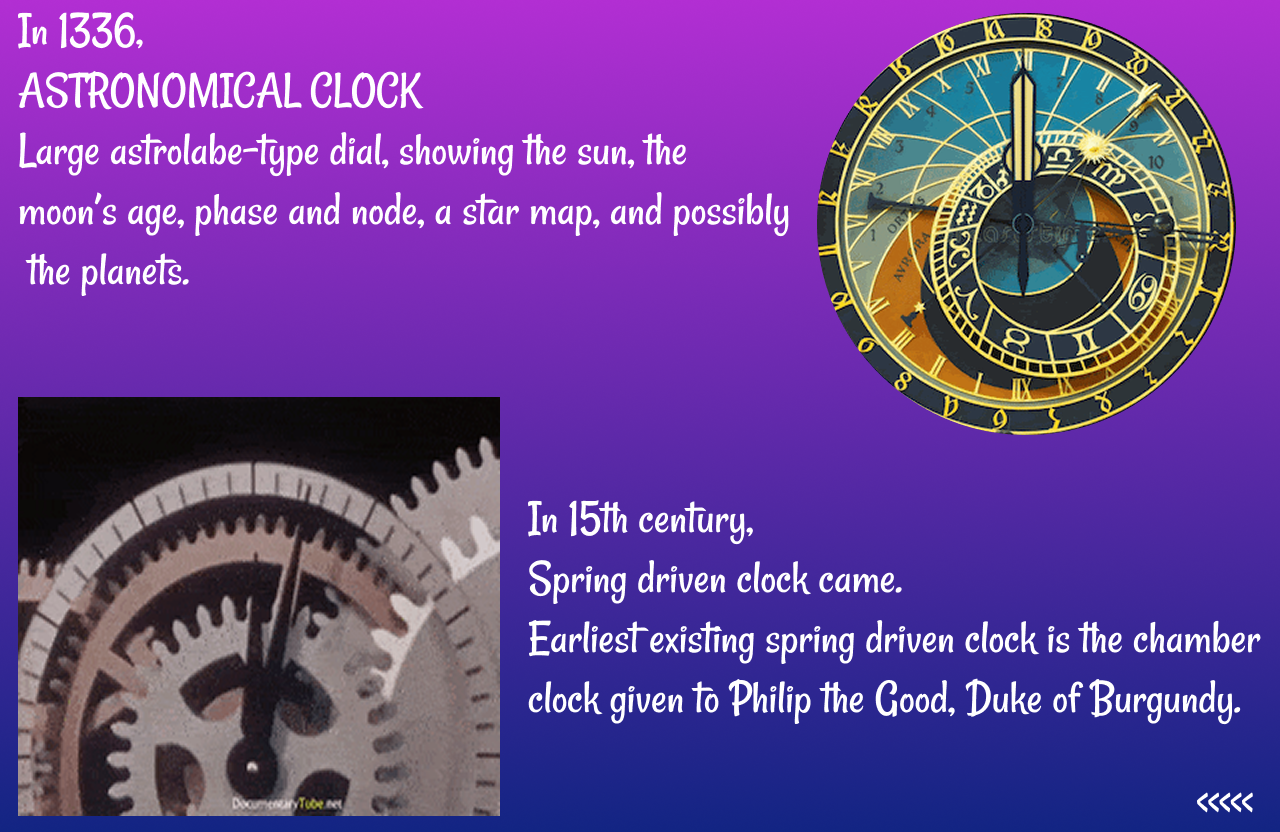 In 1336,
ASTRONOMICAL CLOCK
Large astrolabe-type dial, showing the sun, the
moon's age, phase and node, a star map, and possibly
the planets.
In 15th century,
Spring driven clock came.
Earliest existing spring driven clock is the chamber
clock given to Philip the Good, Duke of Burgundy.
DocumentaryTube.net
<<<<<